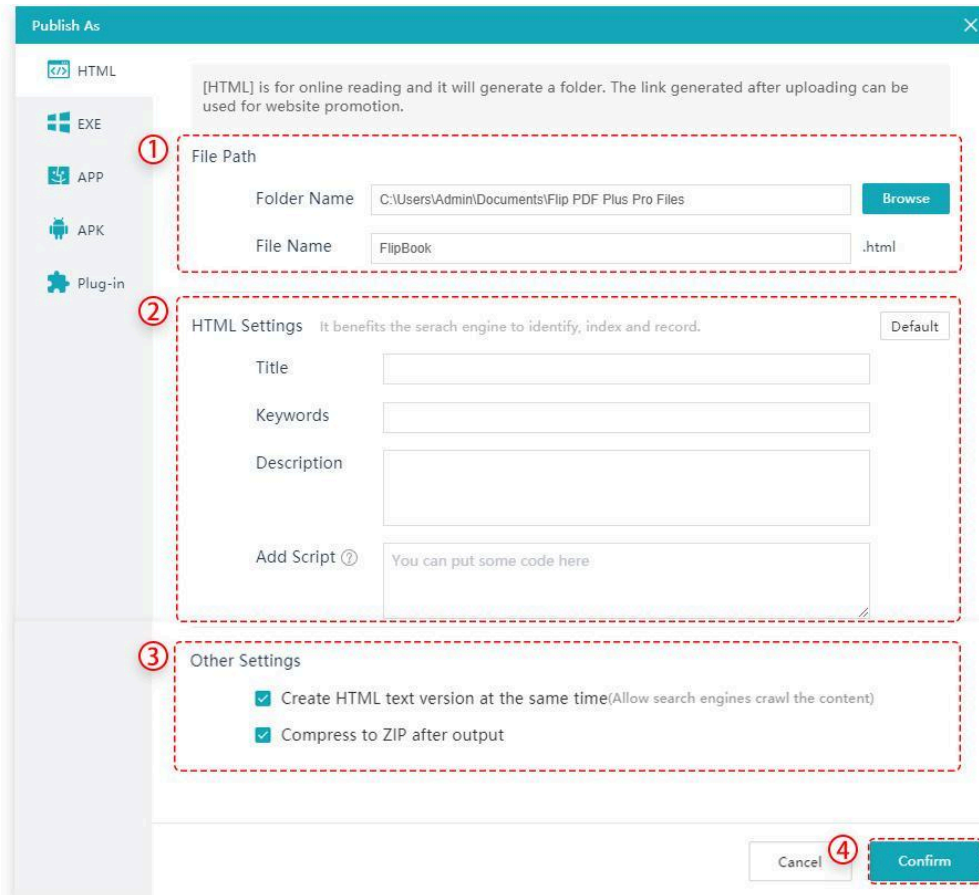 Publish As
HTML
EXE
APP
APK
Plug-in
[HTML] is for online reading and it will generate a folder. The link generated after uploading can be
used for website promotion.
①
File Path
Folder Name C:\Users\Admin\Documents\Flip PDF Plus Pro Files Browse
File Name FlipBook .html
②
HTML Settings It benefits the serach engine to identify, index and record. Default
Title
Keywords
Description
Add Script ? You can put some code here
③
Other Settings
Create HTML text version at the same time(Allow search engines crawl the content)
Compress to ZIP after output
Cancel ④ Confirm